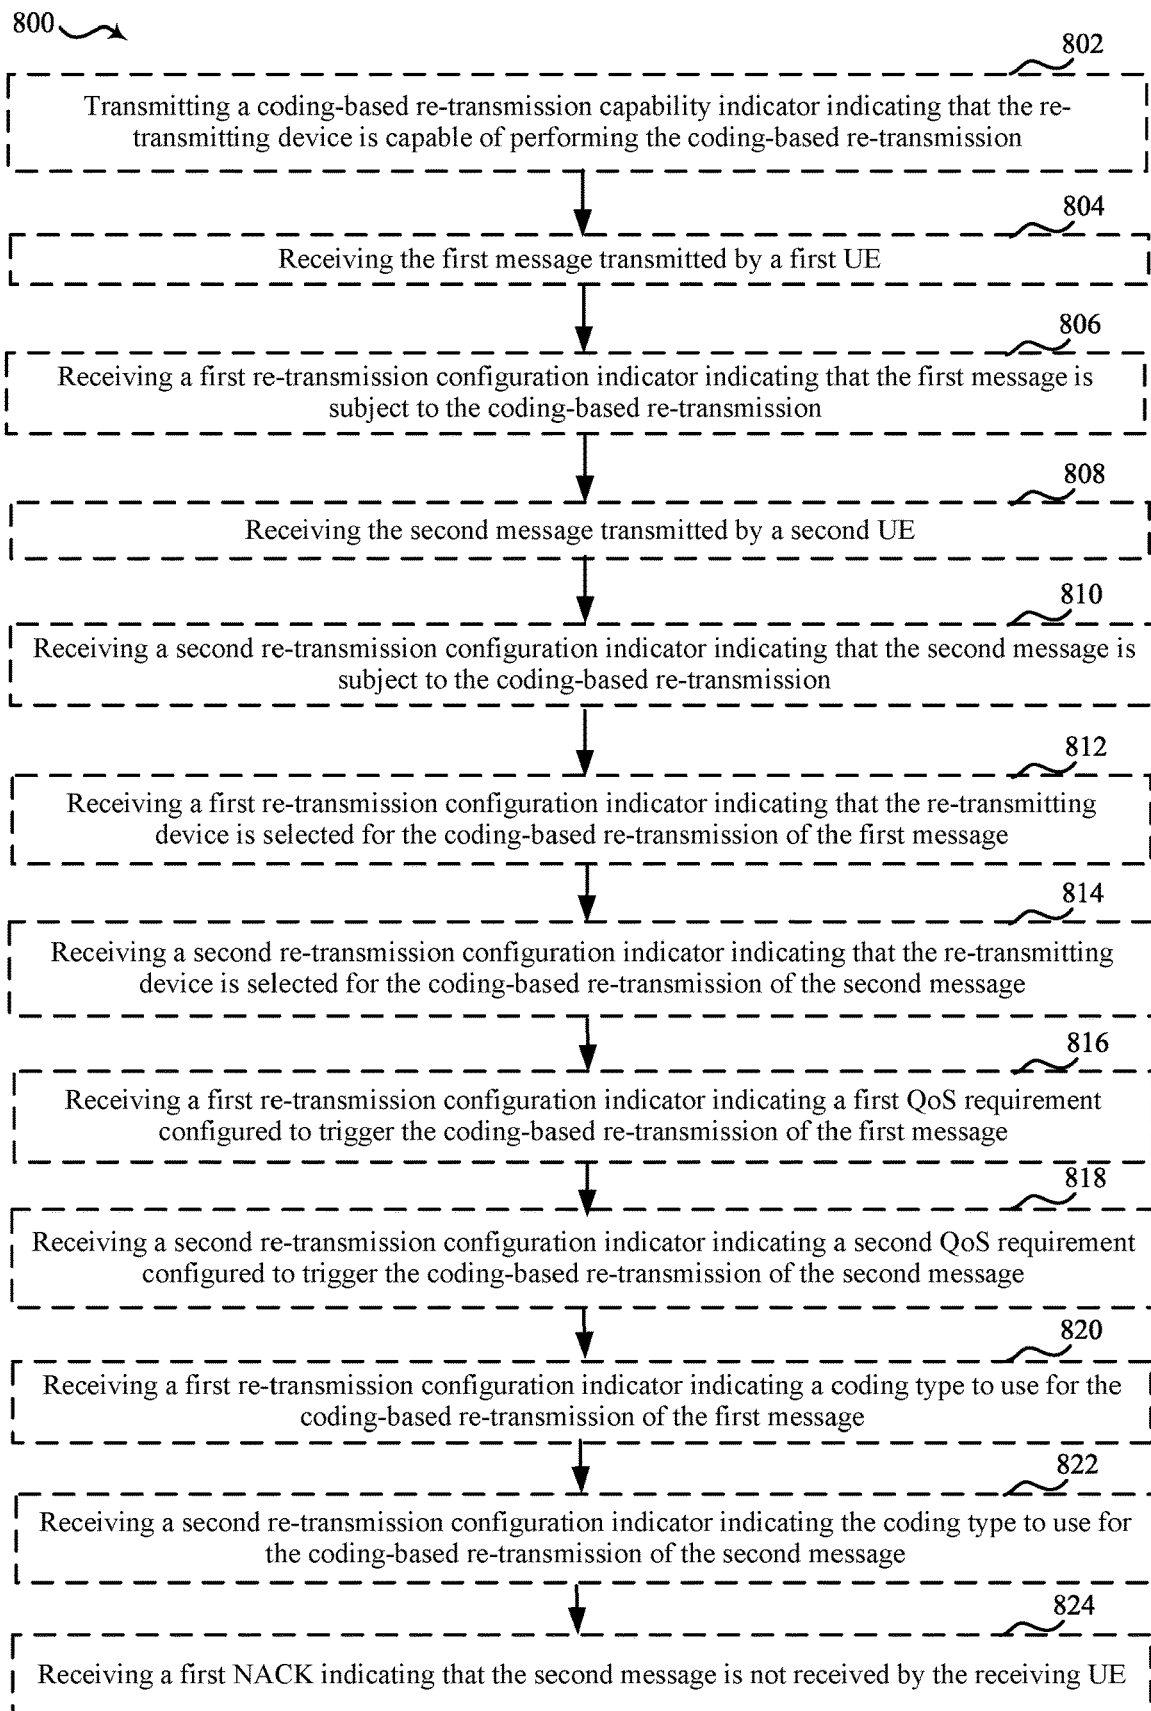 800
802
Transmitting a coding-based re-transmission capability indicator indicating that the re-
transmitting device is capable of performing the coding-based re-transmission
804
Receiving the first message transmitted by a first UE
806
Receiving a first re-transmission configuration indicator indicating that the first message is
subject to the coding-based re-transmission
808
Receiving the second message transmitted by a second UE
810
Receiving a second re-transmission configuration indicator indicating that the second message is
subject to the coding-based re-transmission
812
Receiving a first re-transmission configuration indicator indicating that the re-transmitting
device is selected for the coding-based re-transmission of the first message
814
Receiving a second re-transmission configuration indicator indicating that the re-transmitting
device is selected for the coding-based re-transmission of the second message
816
Receiving a first re-transmission configuration indicator indicating a first QoS requirement
configured to trigger the coding-based re-transmission of the first message
818
Receiving a second re-transmission configuration indicator indicating a second QoS requirement
configured to trigger the coding-based re-transmission of the second message
820
Receiving a first re-transmission configuration indicator indicating a coding type to use for the
coding-based re-transmission of the first message
822
Receiving a second re-transmission configuration indicator indicating the coding type to use for
the coding-based re-transmission of the second message
824
Receiving a first NACK indicating that the second message is not received by the receiving UE